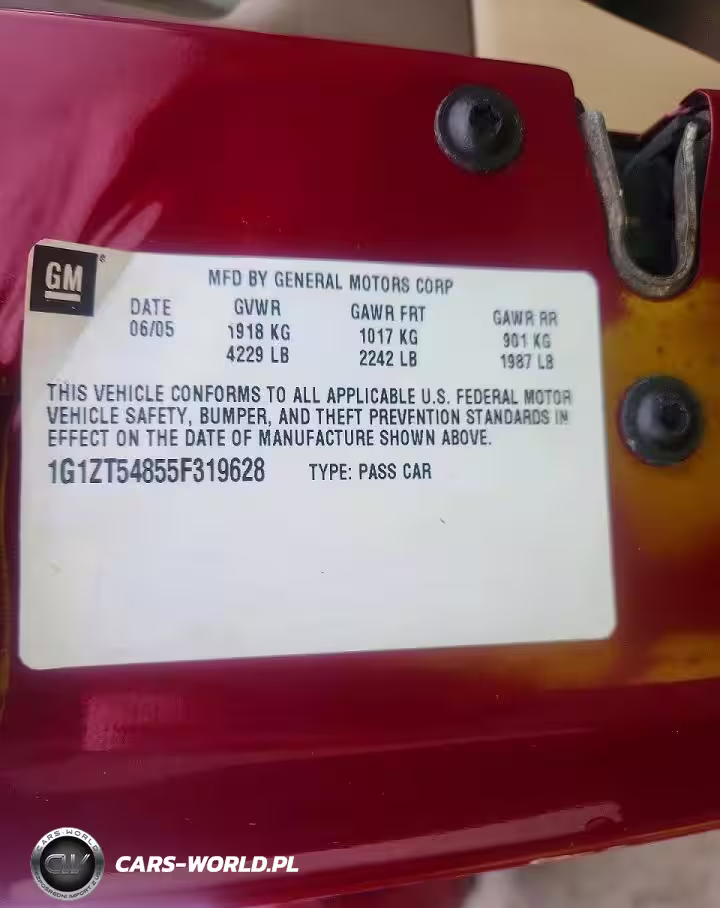 GM
MFD BY GENERAL MOTORS CORP
DATE GVWR GAWR FRT GAWR RR
06/05 1918 KG 1017 KG 901 KG
4229 LB 2242 LB 1987 LB
THIS VEHICLE CONFORMS TO ALL APPLICABLE U.S. FEDERAL MOTOR
VEHICLE SAFETY, BUMPER, AND THEFT PREVENTION STANDARDS IN
EFFECT ON THE DATE OF MANUFACTURE SHOWN ABOVE.
1G1ZT54855F319628 TYPE: PASS CAR
CARS-WORLD
CW
CARS-WORLD.PL